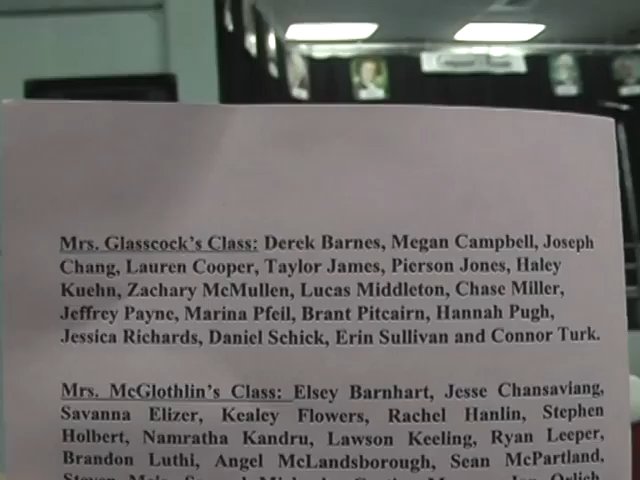 Mrs. Glasscock's Class: Derek Barnes, Megan Campbell, Joseph
Chang, Lauren Cooper, Taylor James, Pierson Jones, Haley
Kuehn, Zachary McMullen, Lucas Middleton, Chase Miller,
Jeffrey Payne, Marina Pfeil, Brant Pitcairn, Hannah Pugh,
Jessica Richards, Daniel Schick, Erin Sullivan and Connor Turk.
Mrs. McGlothlin's Class: Elsey Barnhart, Jesse Chansaviang,
Savanna Elizer, Kealey Flowers, Rachel Hanlin, Stephen
Holbert, Namratha Kandru, Lawson Keeling, Ryan Leeper,
Brandon Luthi, Angel McLandsborough, Sean McPartland,